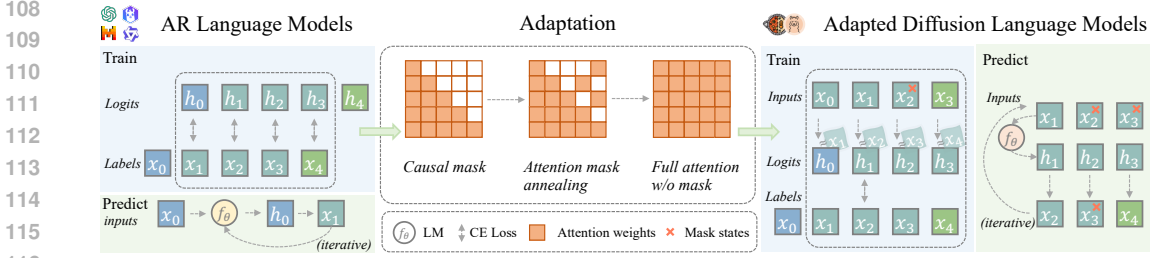 108
109
110
111
112
113
114
115
AR Language Models
Train
Logits
h0 h1 h2 h3 h4
Labels
x0 x1 x2 x3 x4
Predict
inputs
x0 fθ h0 x1
(iterative)
Adaptation
Causal mask
Attention mask annealing
Full attention w/o mask
fθ LM CE Loss Attention weights Mask states
Adapted Diffusion Language Models
Train
Inputs
x0 x1 x2 x3
x1 x2 x3 x4
Logits
h0 h1 h2 h3
Labels
x0 x1 x2 x3 x4
Predict
Inputs
x1 x2 x3
fθ
h1 h2 h3
(iterative)
x2 x3 x4